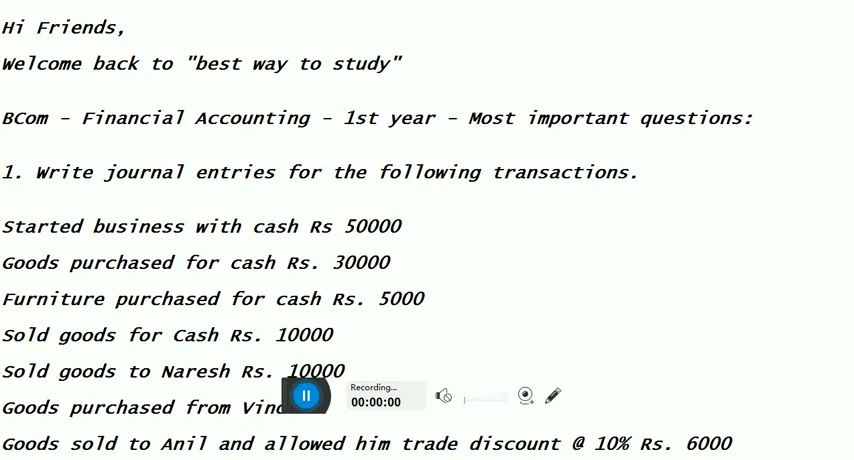 Hi Friends,
Welcome back to "best way to study"
BCom - Financial Accounting - 1st year - Most important questions:
1. Write journal entries for the following transactions.
Started business with cash Rs 50000
Goods purchased for cash Rs. 30000
Furniture purchased for cash Rs. 5000
Sold goods for Cash Rs. 10000
Sold goods to Naresh Rs. 10000
Recording...
00:00:00
Goods purchased from
Goods sold to Anil and allowed him trade discount @ 10% Rs. 6000